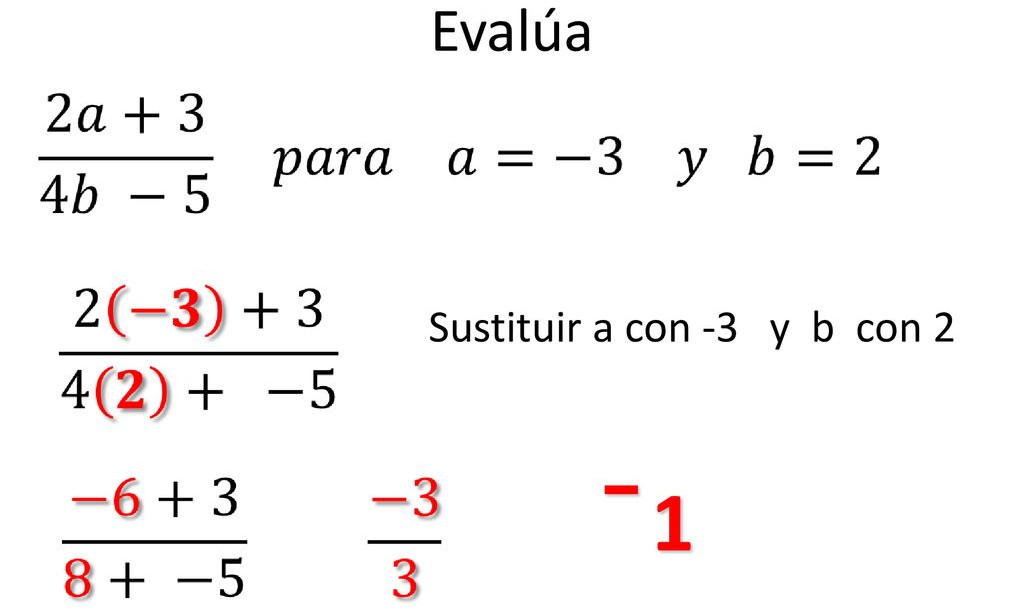 Evalúa
2a + 3
4b − 5
para a = −3 y b = 2
2(−3) + 3
4(2) + −5
Sustituir a con -3 y b con 2
−6 + 3
8 + −5
−3
3
-1